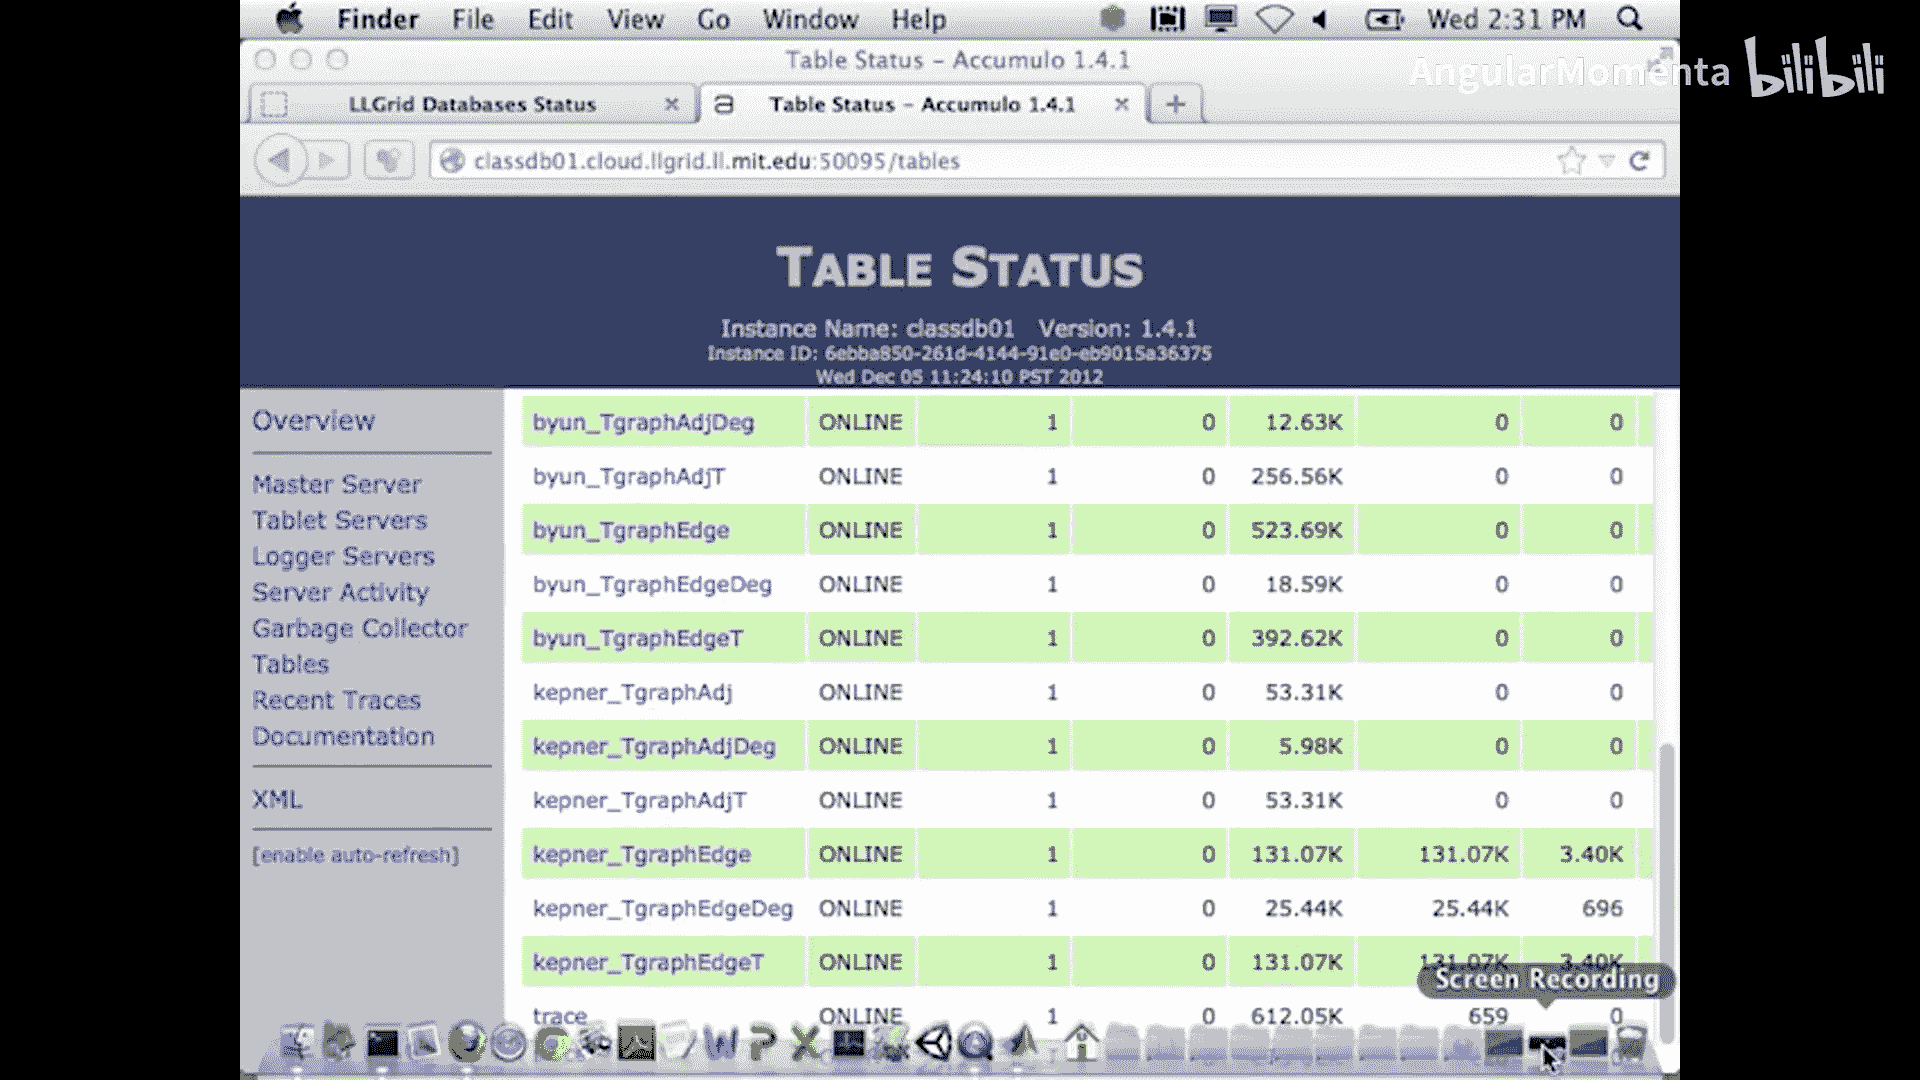 Finder File Edit View Go Window Help Wed 2:31 PM
Table Status – Accumulo 1.4.1
AngularMomenta bilibili
LLGrid Databases Status Table Status – Accumulo 1.4.1
classdb01.cloud.llgrid.ll.mit.edu:50095/tables
TABLE STATUS
Instance Name: classdb01 Version: 1.4.1
Instance ID: 6ebba850-261d-4144-91e0-eb9015a36375
Wed Dec 05 11:24:10 PST 2012
Overview
Master Server
Tablet Servers
Logger Servers
Server Activity
Garbage Collector
Tables
Recent Traces
Documentation
XML
[enable auto-refresh]
byun_TgraphAdjDeg ONLINE 1 0 12.63K 0 0
byun_TgraphAdjT ONLINE 1 0 256.56K 0 0
byun_TgraphEdge ONLINE 1 0 523.69K 0 0
byun_TgraphEdgeDeg ONLINE 1 0 18.59K 0 0
byun_TgraphEdgeT ONLINE 1 0 392.62K 0 0
kepner_TgraphAdj ONLINE 1 0 53.31K 0 0
kepner_TgraphAdjDeg ONLINE 1 0 5.98K 0 0
kepner_TgraphAdjT ONLINE 1 0 53.31K 0 0
kepner_TgraphEdge ONLINE 1 0 131.07K 131.07K 3.40K
kepner_TgraphEdgeDeg ONLINE 1 0 25.44K 25.44K 696
kepner_TgraphEdgeT ONLINE 1 0 131.07K 131.07K 3.40K
Screen Recording
trace ONLINE 1 0 612.05K 659 0